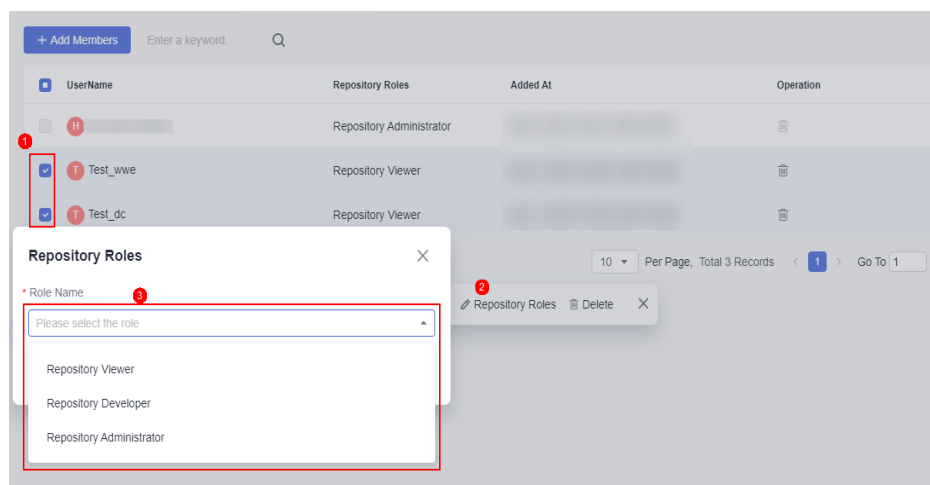 + Add Members Enter a keyword.
UserName Repository Roles Added At Operation
H Repository Administrator
1
T Test_wwe Repository Viewer
T Test_dc Repository Viewer
Repository Roles
10 Per Page, Total 3 Records < 1 > Go To 1
2
Repository Roles Delete
* Role Name
3
Please select the role
Repository Viewer
Repository Developer
Repository Administrator